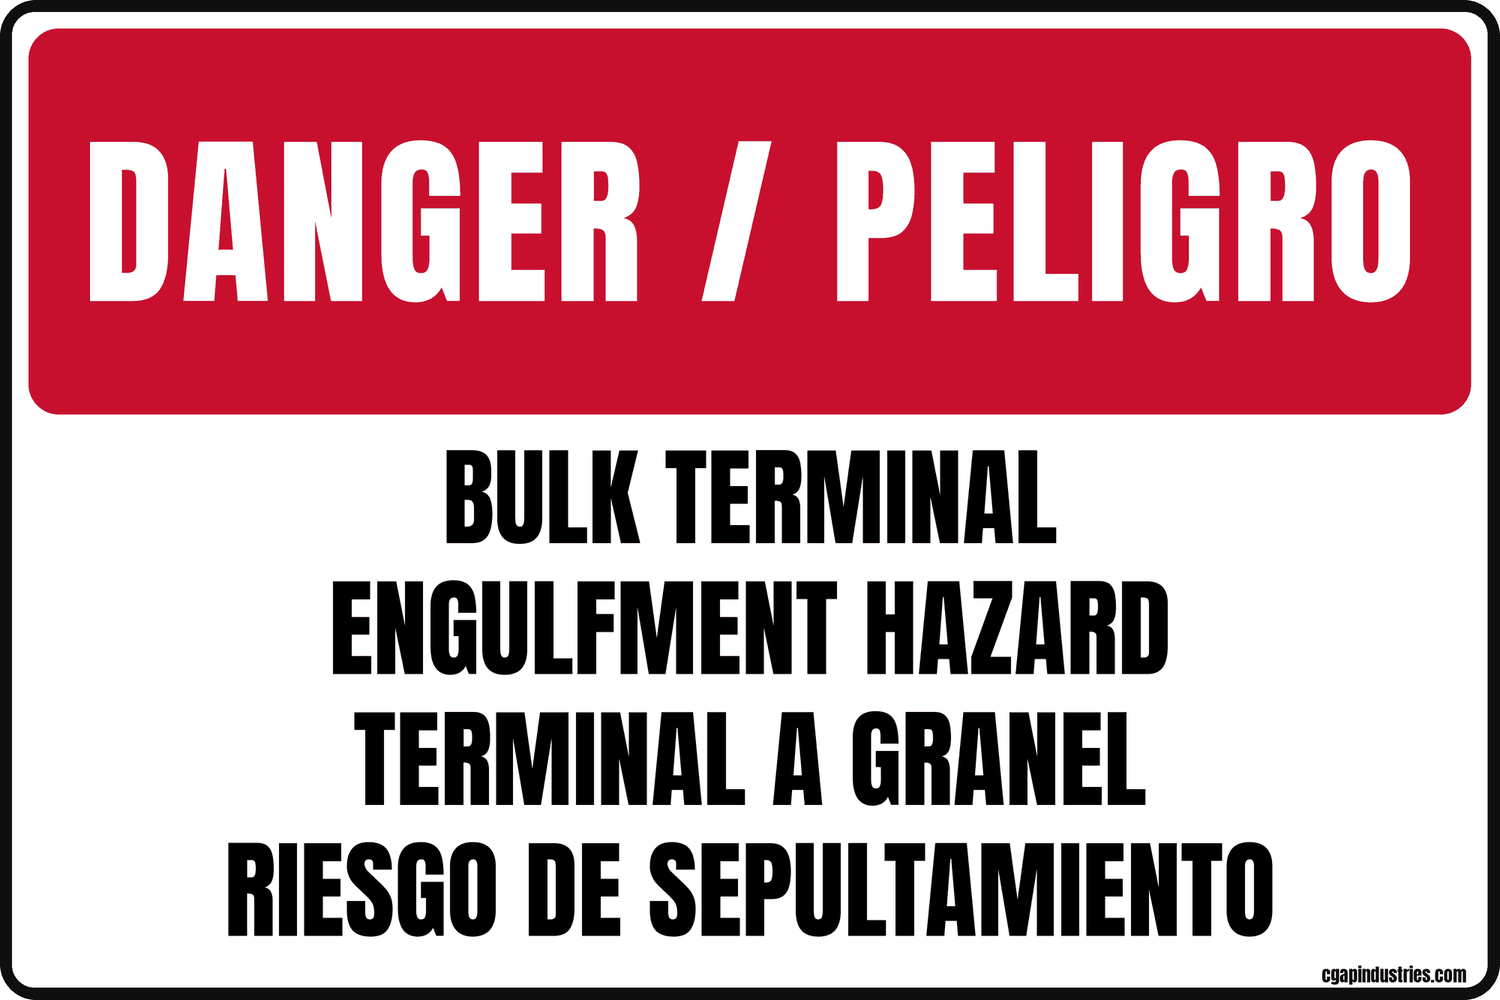 DANGER / PELIGRO
BULK TERMINAL
ENGULFMENT HAZARD
TERMINAL A GRANEL
RIESGO DE SEPULTAMIENTO
cgapindustries.com